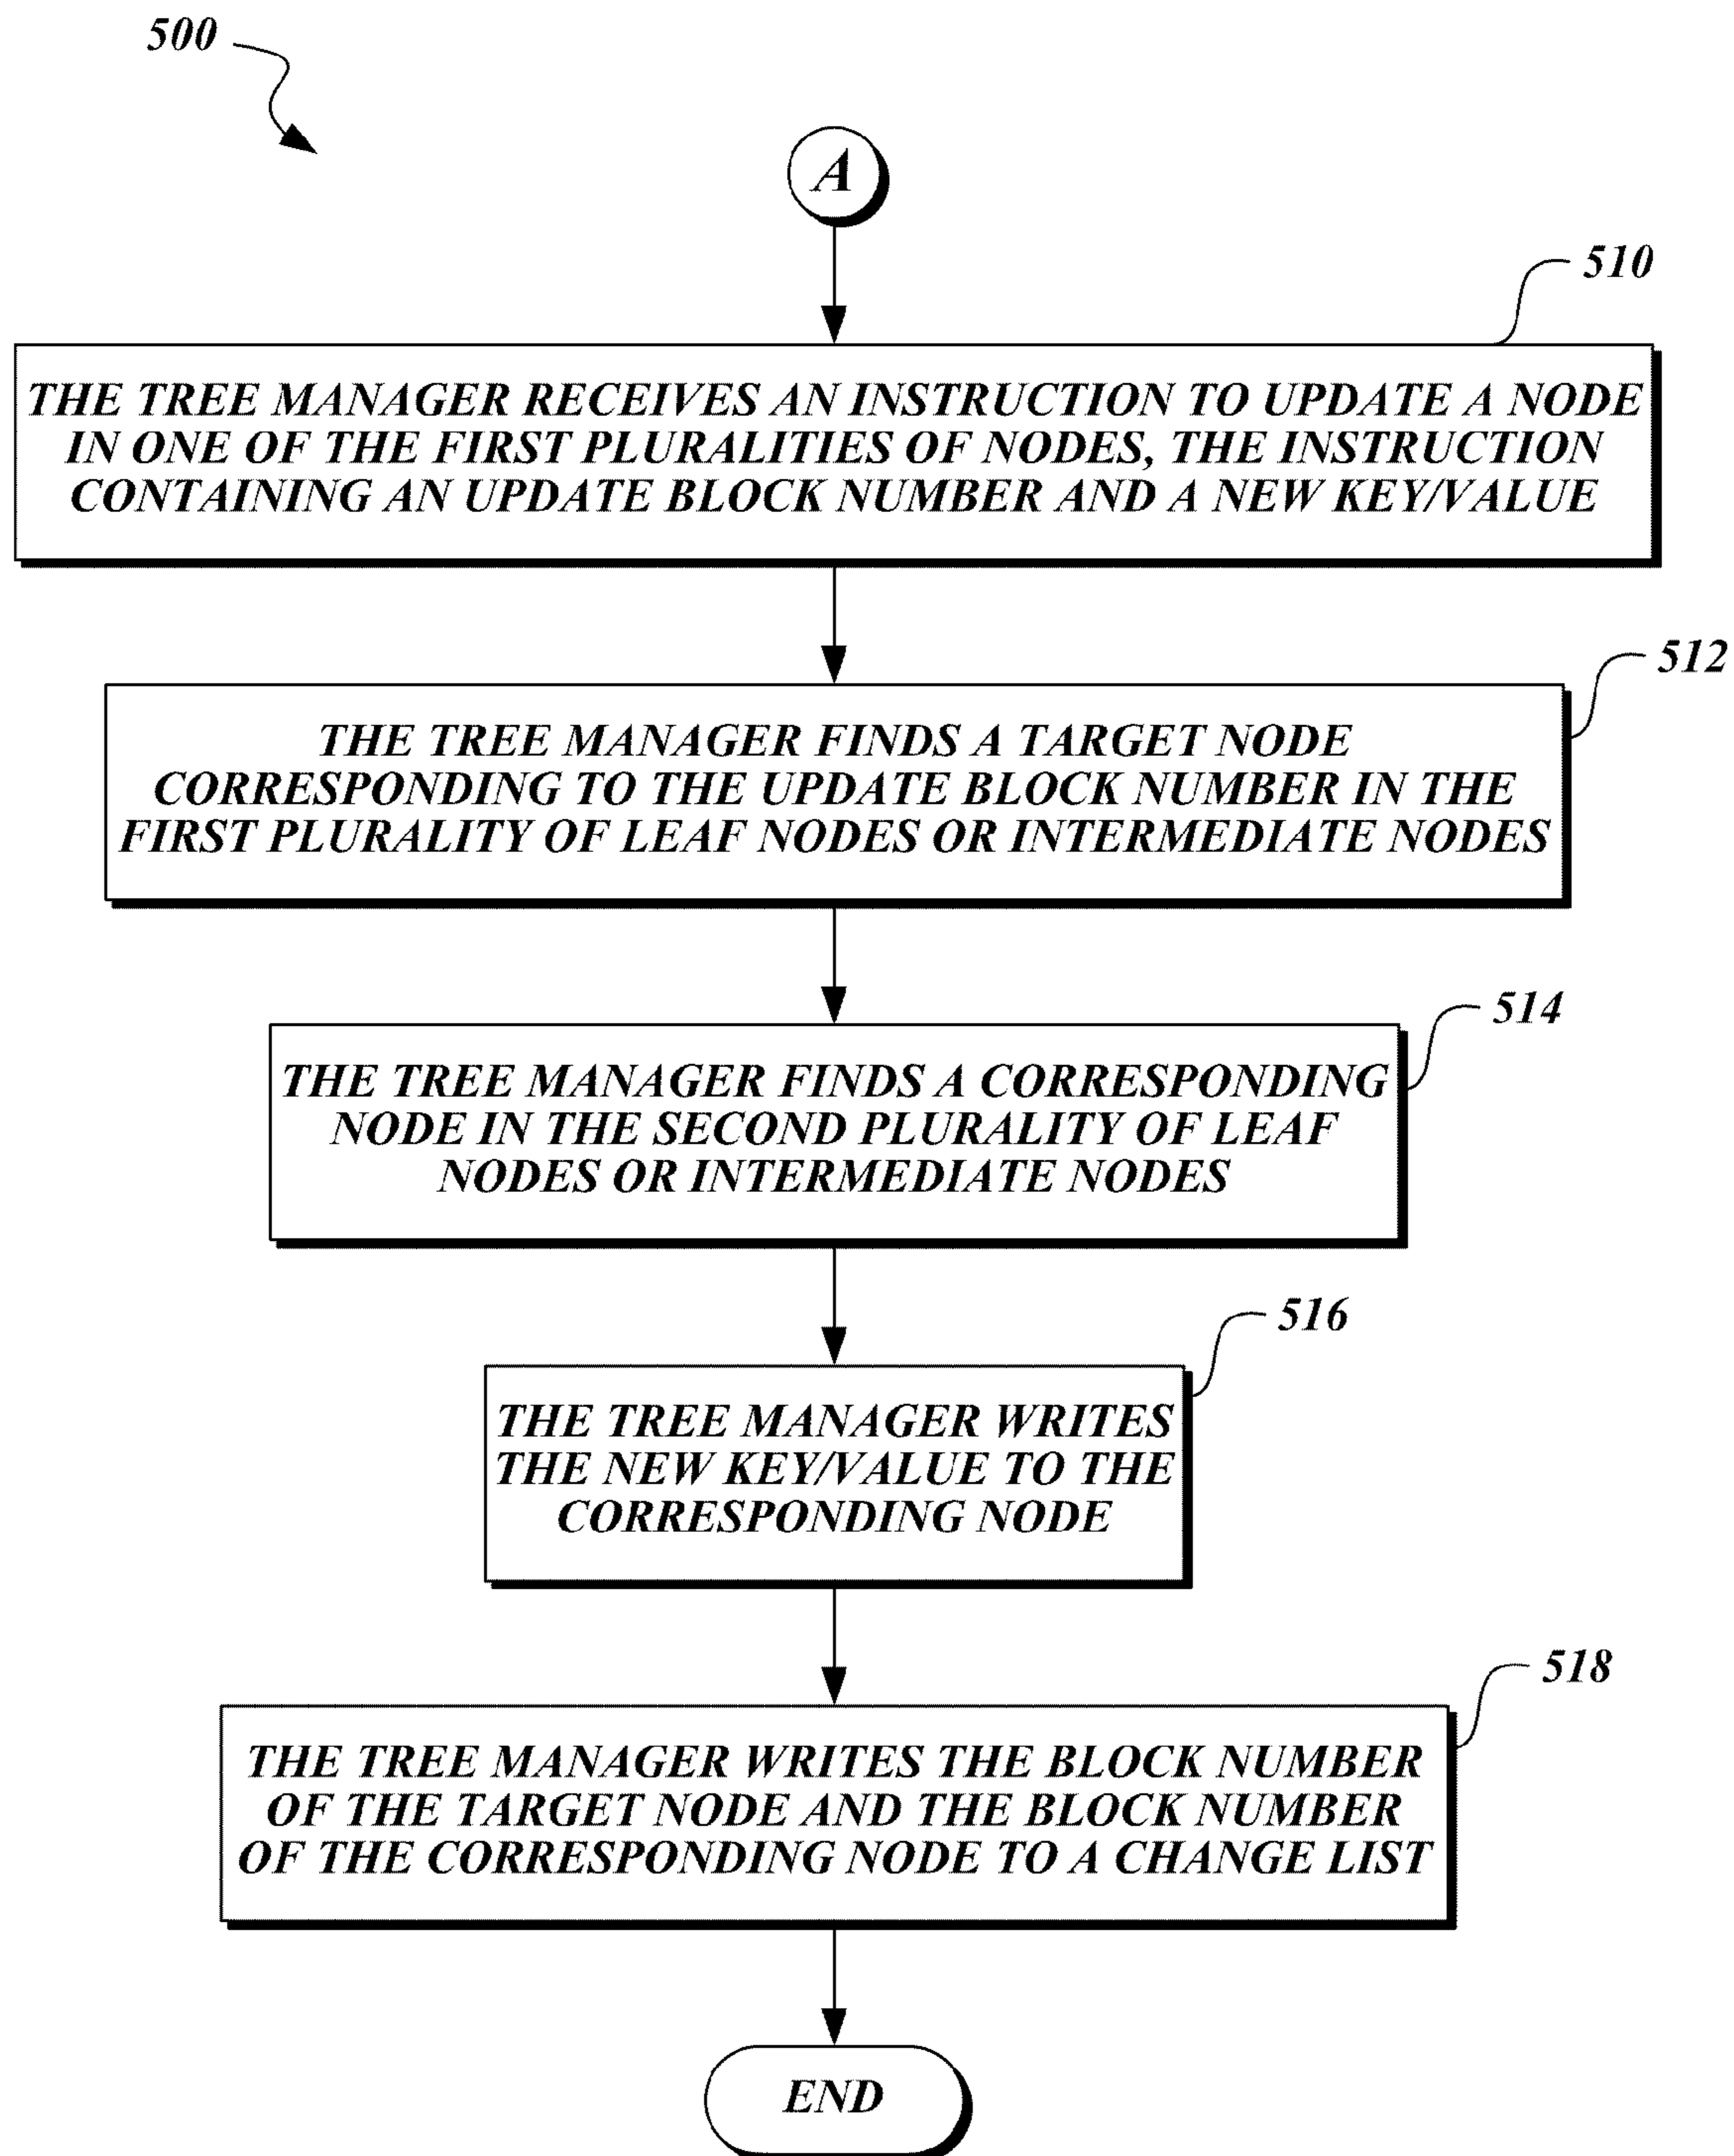 500
A
510
THE TREE MANAGER RECEIVES AN INSTRUCTION TO UPDATE A NODE
IN ONE OF THE FIRST PLURALITIES OF NODES, THE INSTRUCTION
CONTAINING AN UPDATE BLOCK NUMBER AND A NEW KEY/VALUE
512
THE TREE MANAGER FINDS A TARGET NODE
CORRESPONDING TO THE UPDATE BLOCK NUMBER IN THE
FIRST PLURALITY OF LEAF NODES OR INTERMEDIATE NODES
514
THE TREE MANAGER FINDS A CORRESPONDING
NODE IN THE SECOND PLURALITY OF LEAF
NODES OR INTERMEDIATE NODES
516
THE TREE MANAGER WRITES
THE NEW KEY/VALUE TO THE
CORRESPONDING NODE
518
THE TREE MANAGER WRITES THE BLOCK NUMBER
OF THE TARGET NODE AND THE BLOCK NUMBER
OF THE CORRESPONDING NODE TO A CHANGE LIST
END